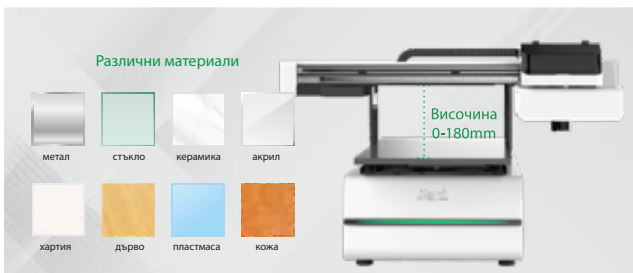 Различни материали
метал
стъкло
керамика
акрил
хартия
дърво
пластмаса
кожа
Височина
0-180mm